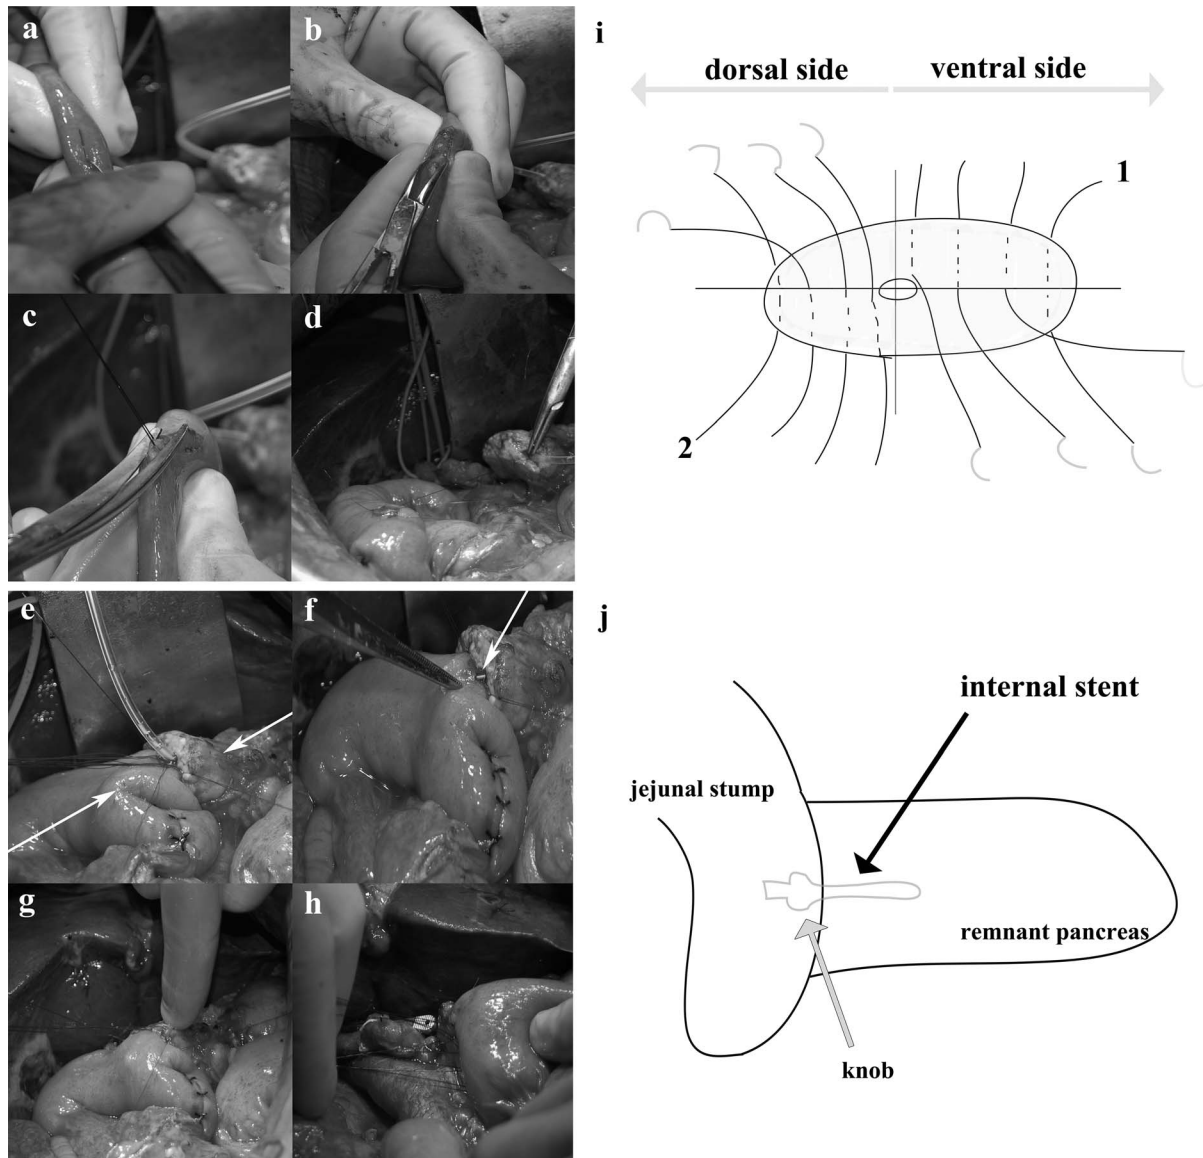 a
b
c
d
e
f
g
h
i
dorsal side
ventral side
1
2
j
internal stent
jejunal stump
remnant pancreas
knob